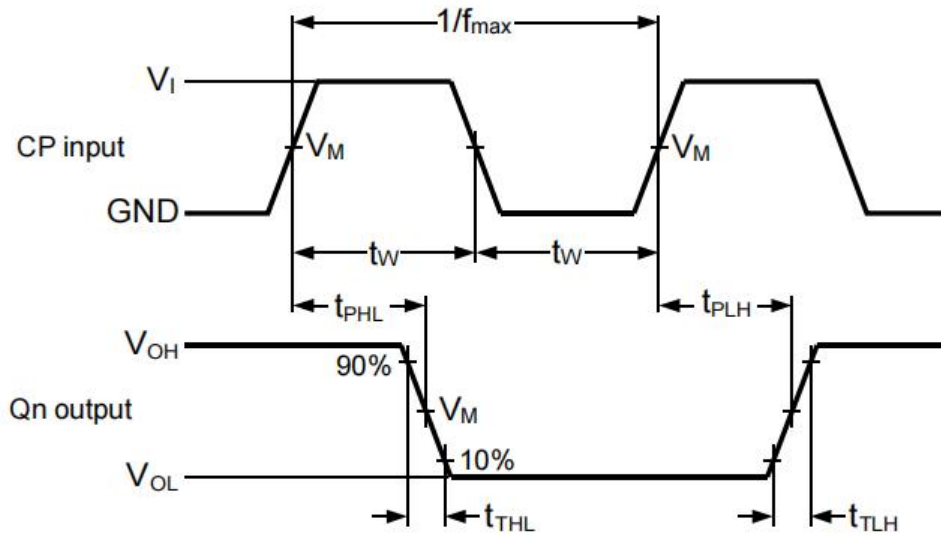 1/fmax
VI
CP input
VM
VM
GND
tW
tW
tPHL
tPLH
VOH
90%
Qn output
VM
10%
VOL
tTHL
tTLH